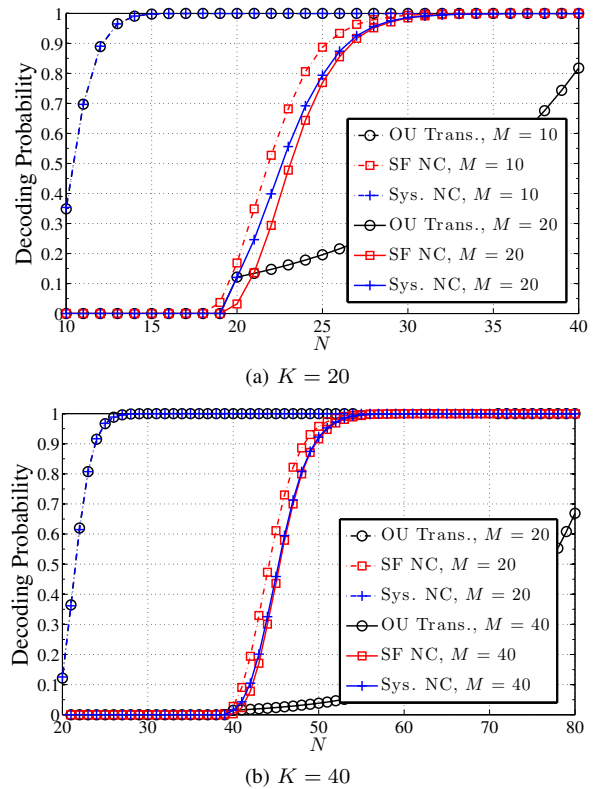 1
0.9
0.8
0.7
0.6
0.5
0.4
0.3
0.2
0.1
0
Decoding Probability
OU Trans., M = 10
SF NC, M = 10
Sys. NC, M = 10
OU Trans., M = 20
SF NC, M = 20
Sys. NC, M = 20
10 15 20 25 30 35 40
N
(a) K = 20
1
0.9
0.8
0.7
0.6
0.5
0.4
0.3
0.2
0.1
0
Decoding Probability
OU Trans., M = 20
SF NC, M = 20
Sys. NC, M = 20
OU Trans., M = 40
SF NC, M = 40
Sys. NC, M = 40
20 30 40 50 60 70 80
N
(b) K = 40